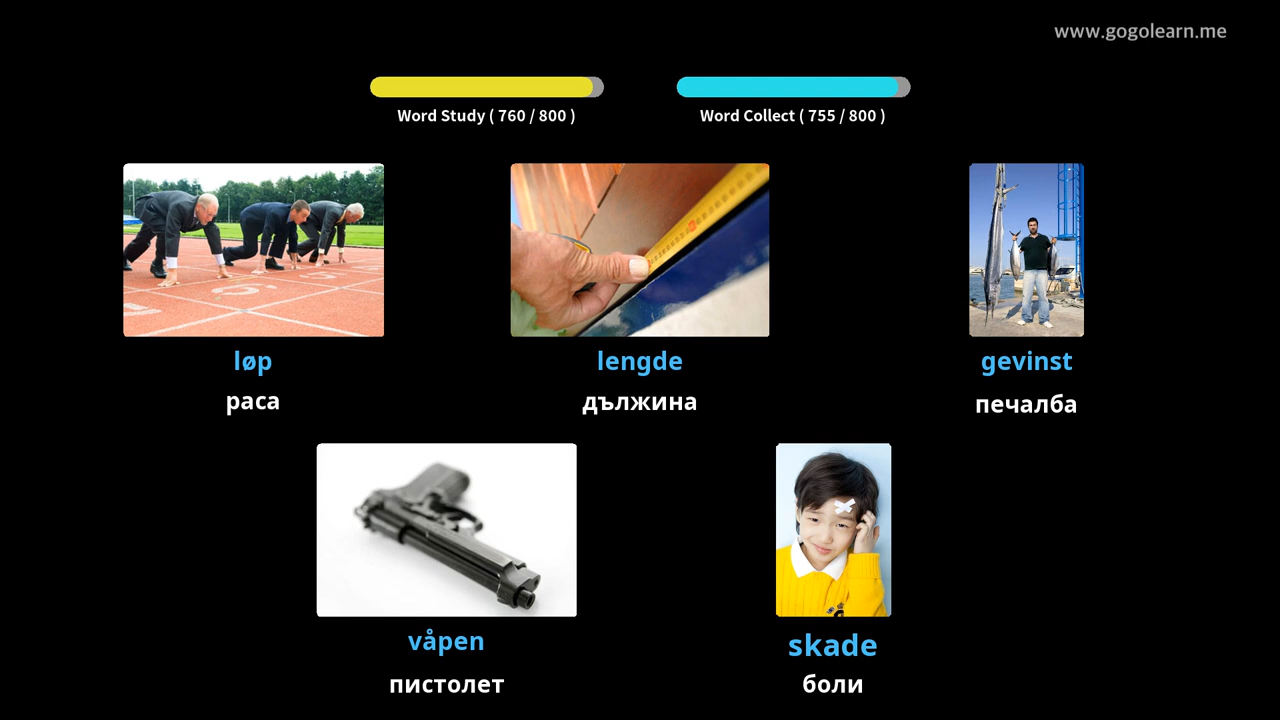 www.gogolearn.me
Word Study ( 760 / 800 )
Word Collect ( 755 / 800 )
løp
раса
lengde
дължина
gevinst
печалба
våpen
пистолет
skade
боли